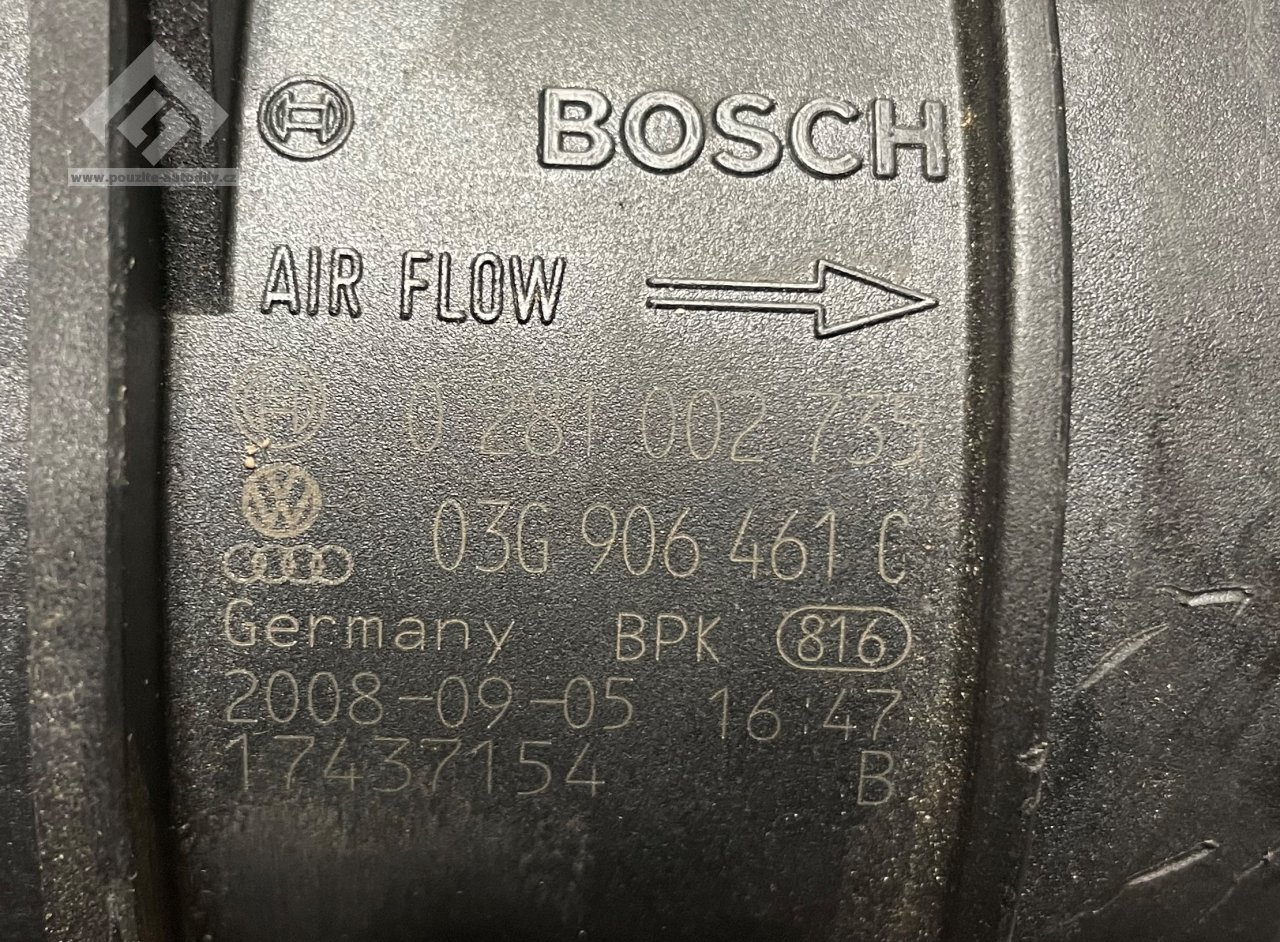 BOSCH
www.pouzite-autodily.cz
AIR FLOW
0 281 002 735
03G 906 461 C
Germany BPK 816
2008-09-05 16:47
17437154 B